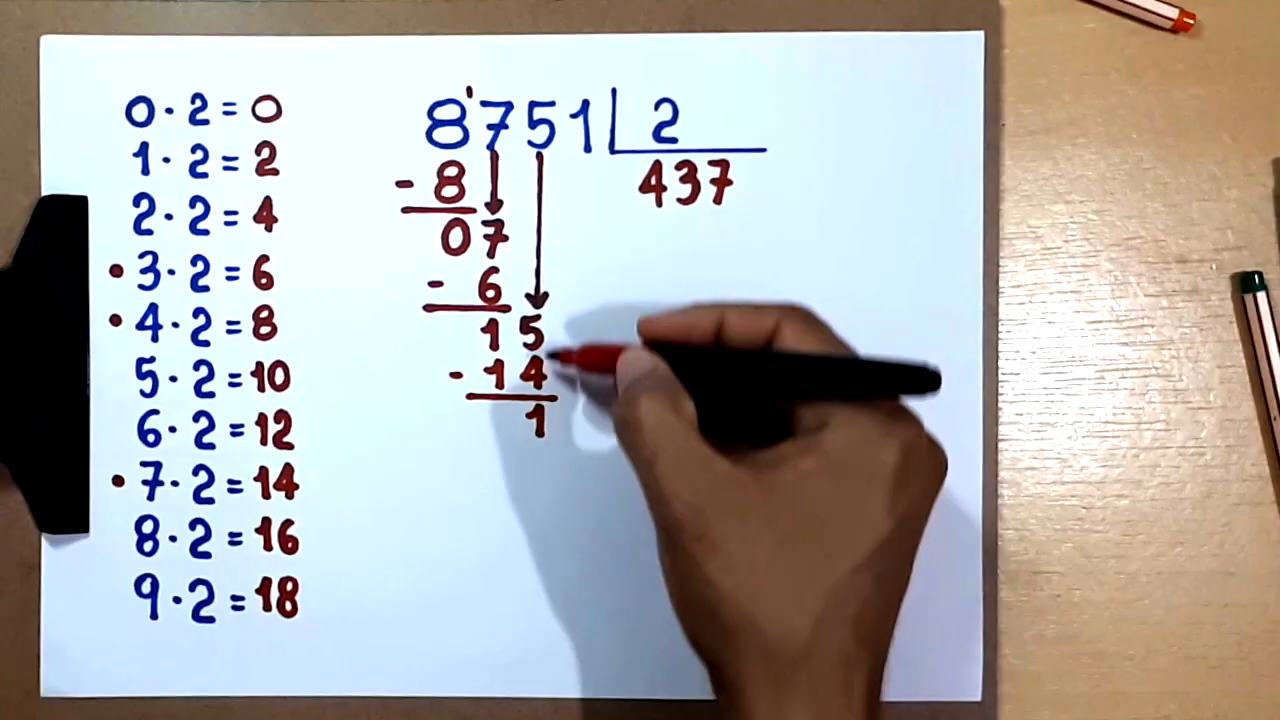 0 · 2 = 0
1 · 2 = 2
2 · 2 = 4
• 3 · 2 = 6
• 4 · 2 = 8
5 · 2 = 10
6 · 2 = 12
• 7 · 2 = 14
8 · 2 = 16
9 · 2 = 18
8'751 2
- 8 437
07
- 6
15
- 14
1